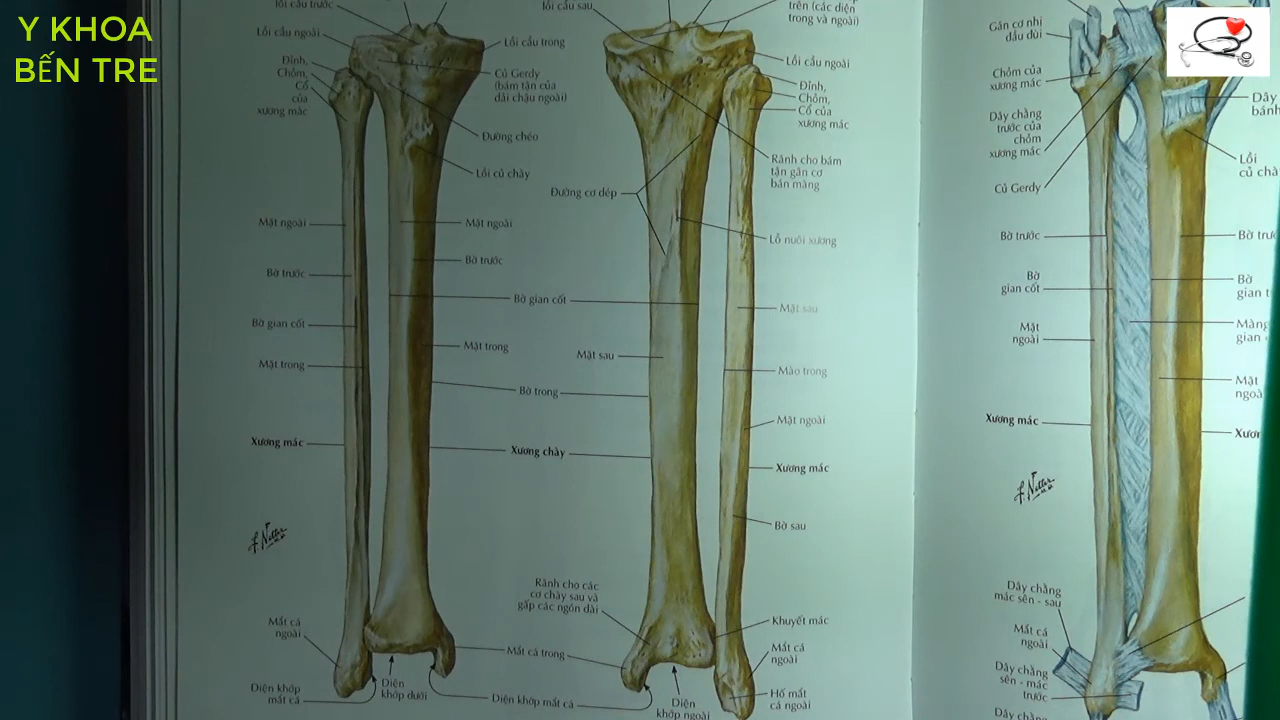 Y KHOA
BẾN TRE
lồi cầu trước
Lồi cầu ngoài
Đỉnh,
Chỏm,
Cổ
của
xương mác
Mặt ngoài
Bờ trước
Bờ gian cốt
Mặt trong
Xương mác
Mắt cá
ngoài
Diện khớp
mắt cá
Lồi cầu trong
Củ Gerdy
(bám tận của
dải chậu ngoài)
Đường chéo
Lồi củ chày
Mặt ngoài
Bờ trước
Bờ gian cốt
Mặt trong
Bờ trong
Xương chày
Mắt cá trong
Diện
khớp dưới
Diện khớp mắt cá
lồi cầu sau
trên (các diện
trong và ngoài)
Lồi cầu ngoài
Đỉnh,
Chỏm,
Cổ của
xương mác
Rãnh cho bám
tận gân cơ
bán màng
Đường cơ dép
Lỗ nuôi xương
Mặt sau
Mặt sau
Mào trong
Mặt ngoài
Xương mác
Bờ sau
Rãnh cho các
cơ chày sau và
gấp các ngón dài
Khuyết mác
Mắt cá
ngoài
Hố mắt
cá ngoài
Diện
khớp ngoài
F. Netter
Gân cơ nhị
đầu đùi
Chỏm của
xương mác
Dây chằng
trước của
chỏm
xương mác
Củ Gerdy
Bờ trước
Bờ
gian cốt
Mặt
ngoài
Xương mác
F. Netter
Dây chằng
mác sên - sau
Mắt cá
ngoài
Dây chằng
sên - mác
trước
Dây chằng
Dây
bánh
Lồi
củ chà
Bờ trư
Bờ
gian
Màng
gian
Mặt
ngoà
Xươn